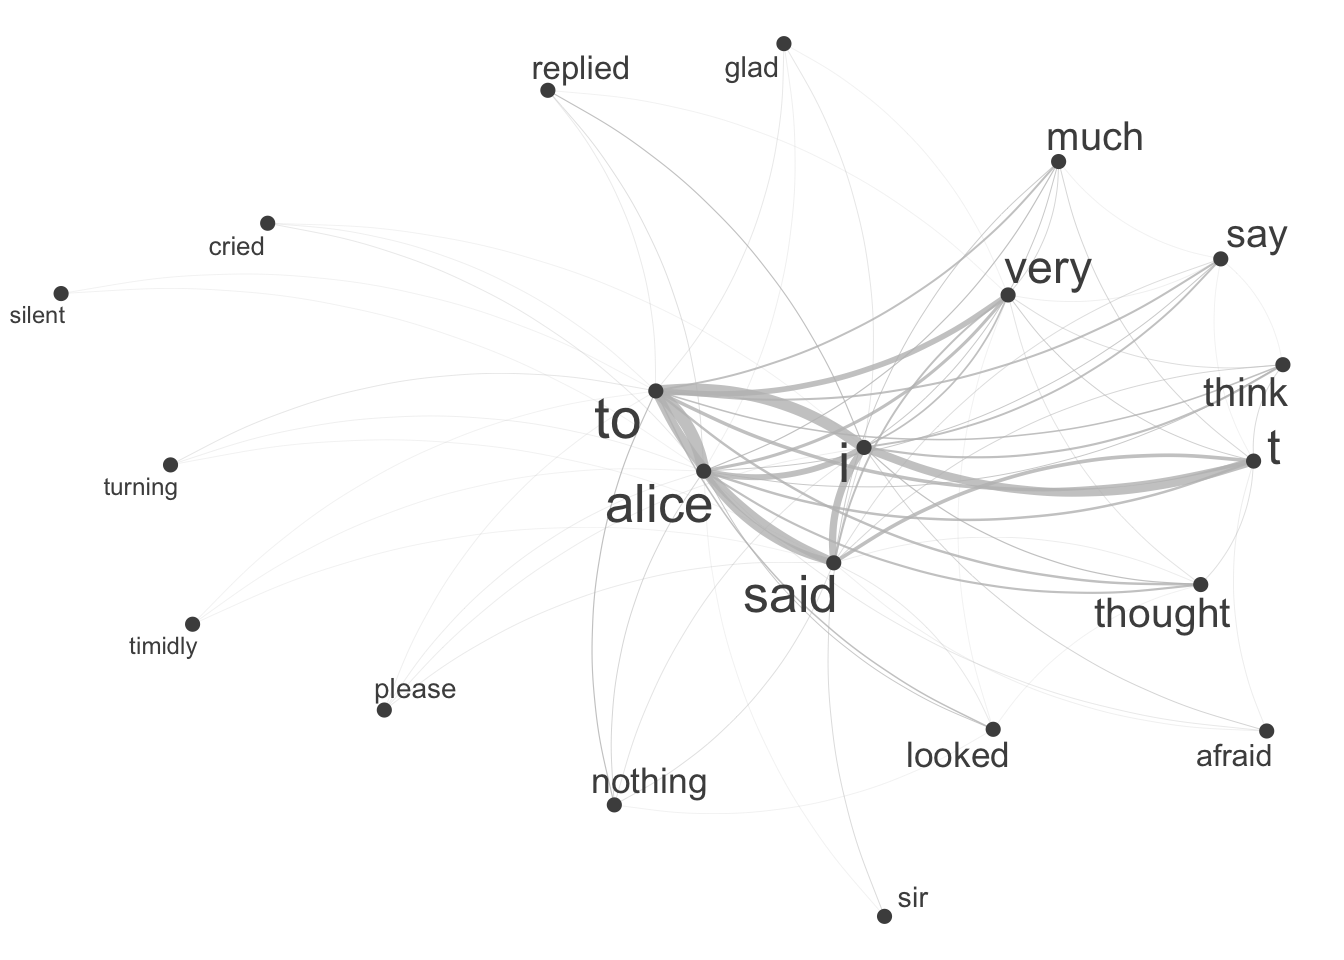 replied
glad
much
say
cried
very
silent
think
to
t
i
turning
alice
said
thought
timidly
please
looked
afraid
nothing
sir